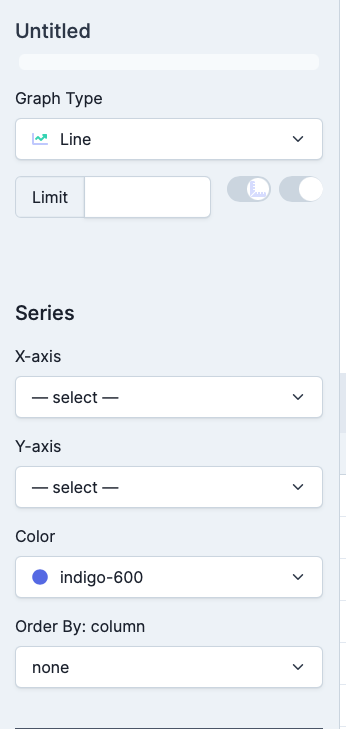 Untitled
Graph Type
Line
Limit
Series
X-axis
— select —
Y-axis
— select —
Color
indigo-600
Order By: column
none